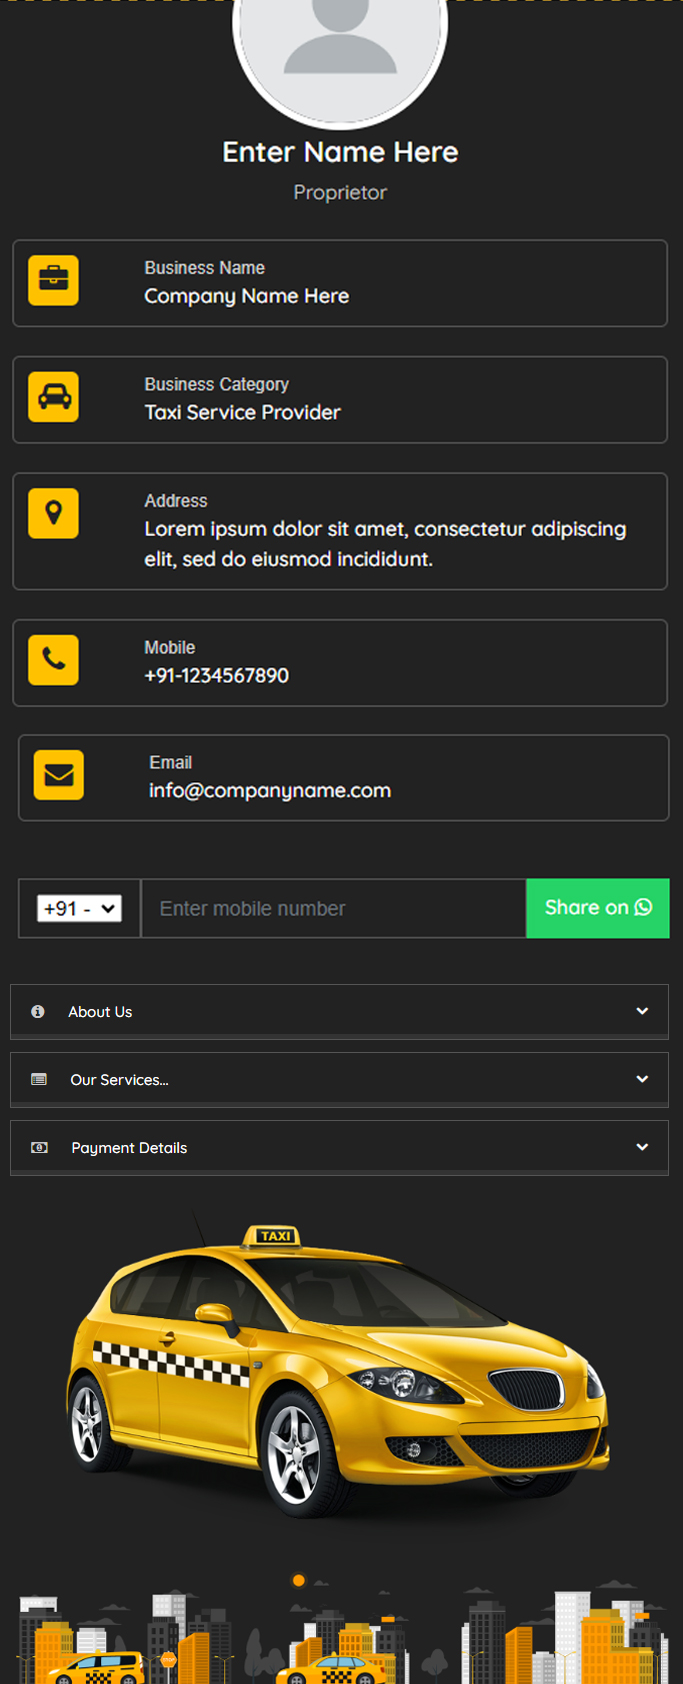 Enter Name Here
Proprietor
Business Name
Company Name Here
Business Category
Taxi Service Provider
Address
Lorem ipsum dolor sit amet, consectetur adipiscing
elit, sed do eiusmod incididunt.
Mobile
+91-1234567890
Email
info@companyname.com
+91 - Enter mobile number Share on
About Us
Our Services...
Payment Details
TAXI
STOP